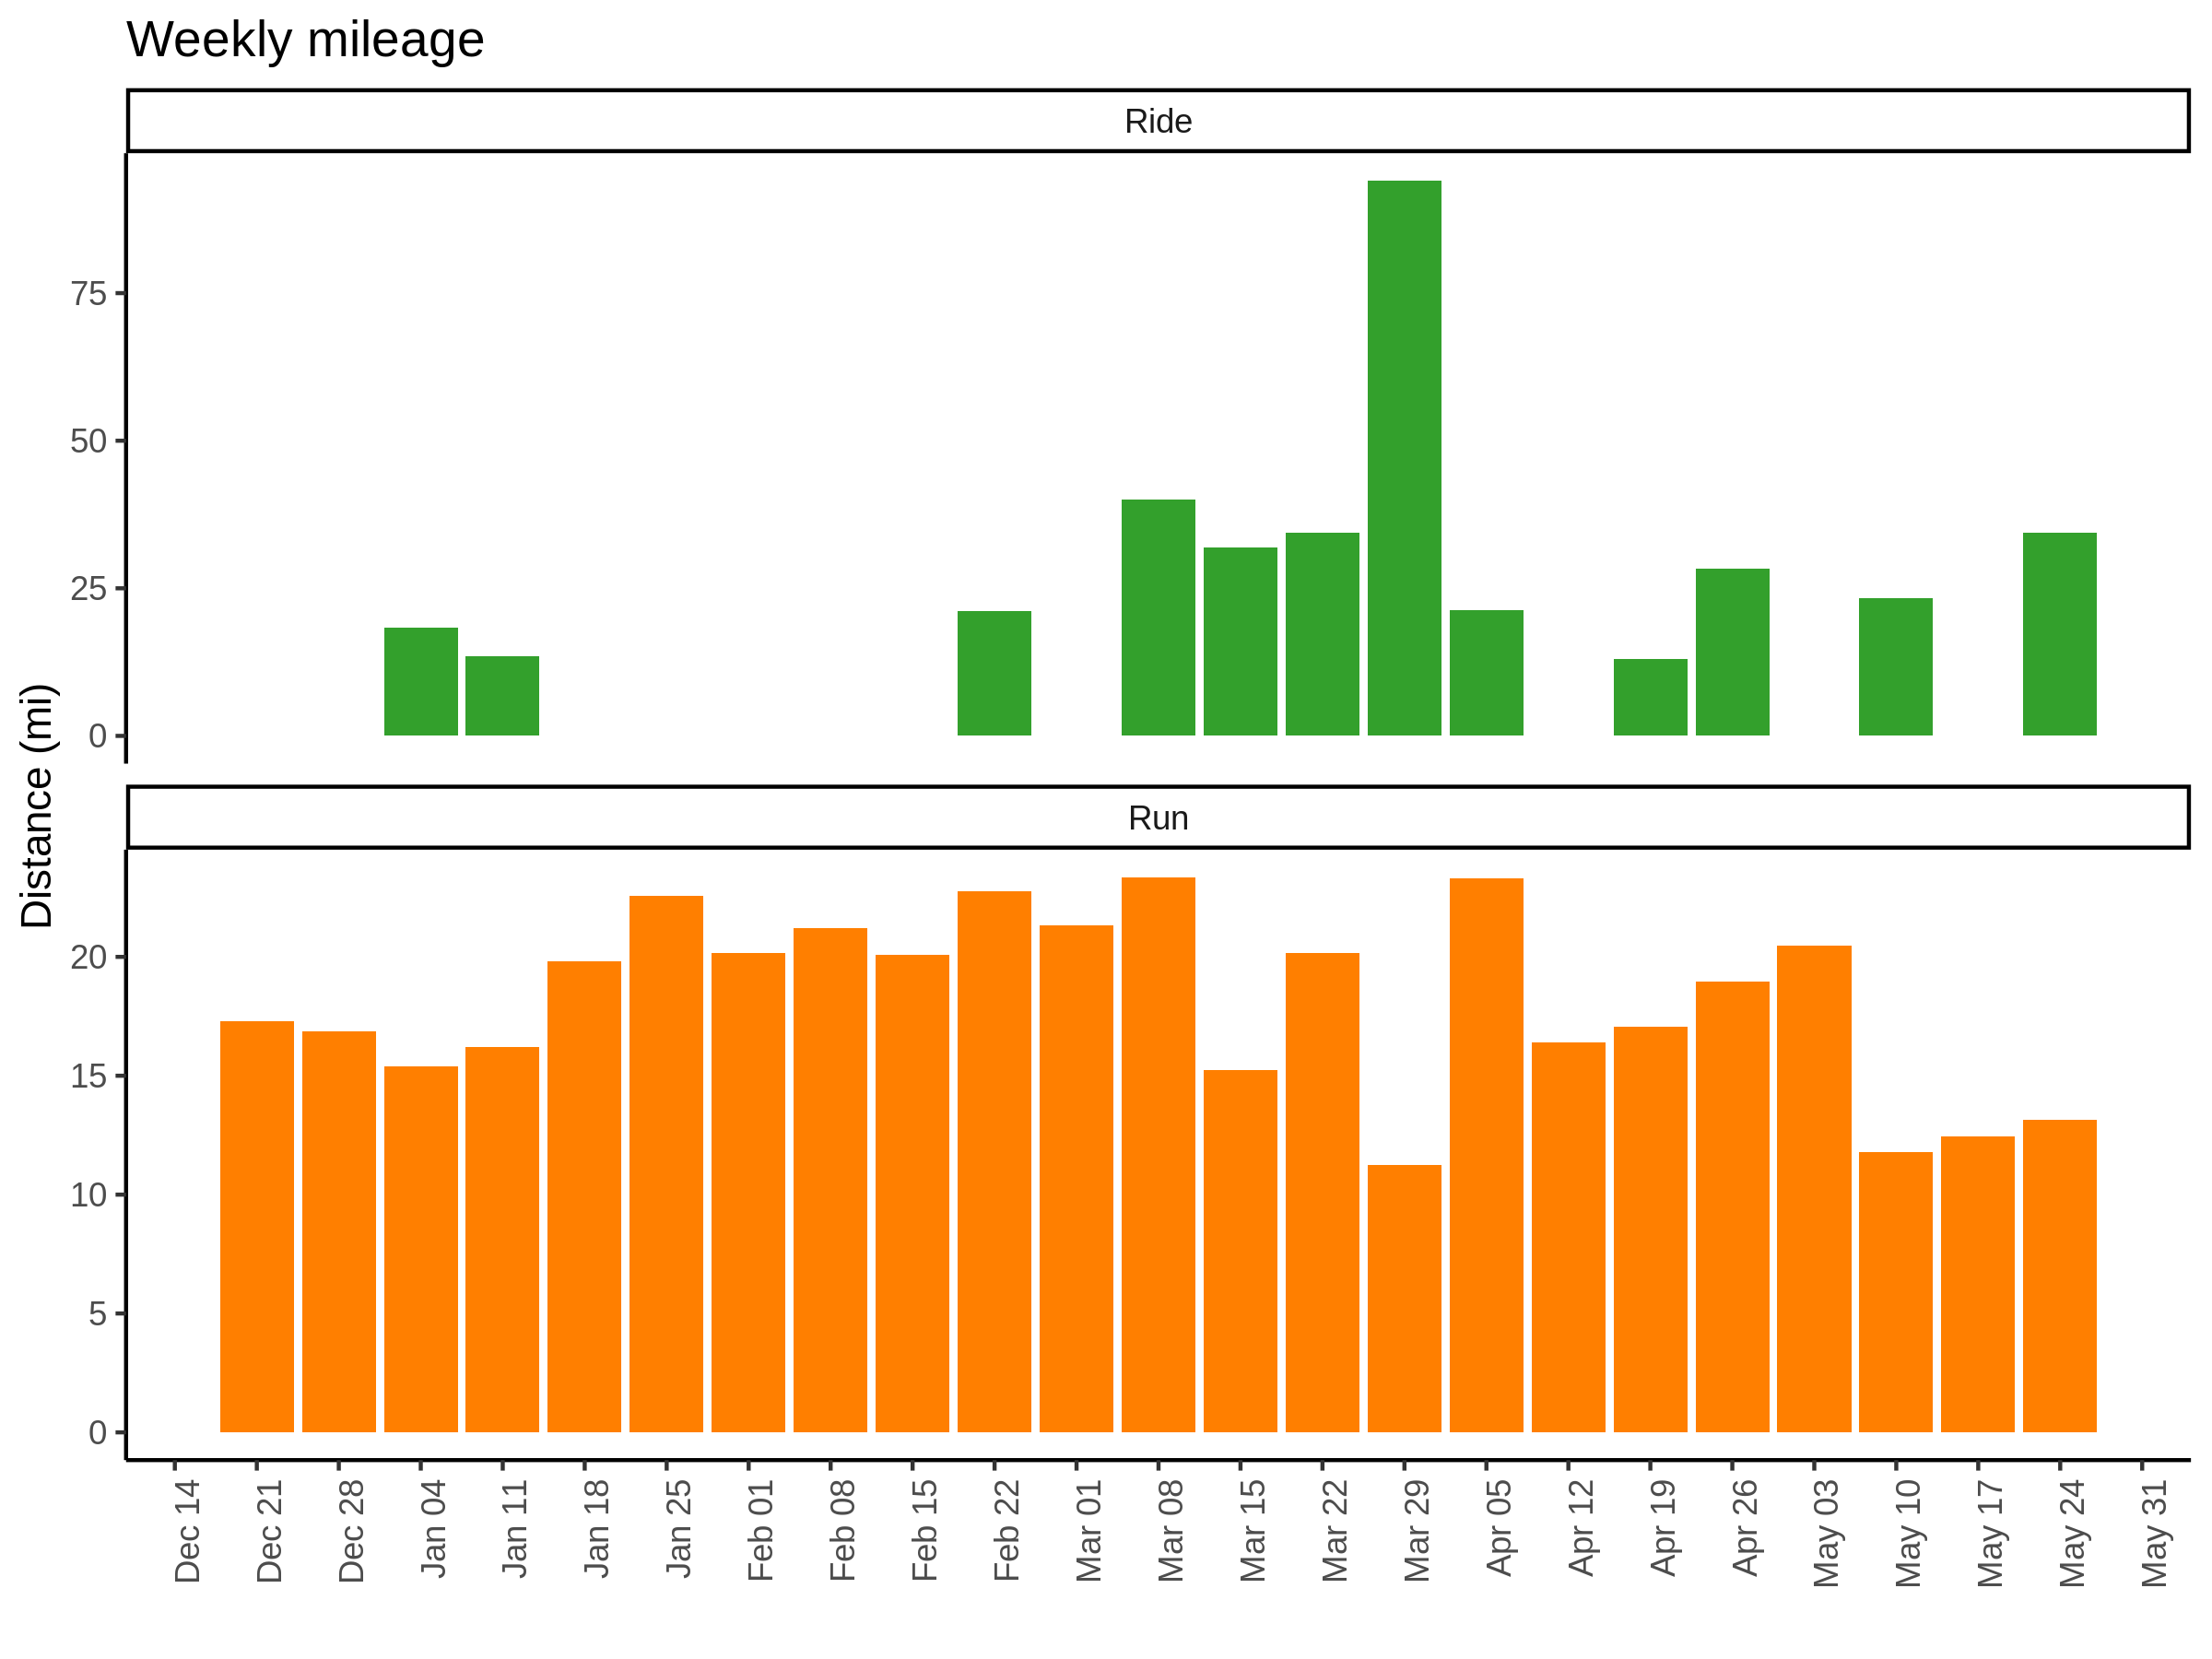 Weekly mileage
Ride
75
50
25
0
Distance (mi)
Run
20
15
10
5
0
Dec 14
Dec 21
Dec 28
Jan 04
Jan 11
Jan 18
Jan 25
Feb 01
Feb 08
Feb 15
Feb 22
Mar 01
Mar 08
Mar 15
Mar 22
Mar 29
Apr 05
Apr 12
Apr 19
Apr 26
May 03
May 10
May 17
May 24
May 31